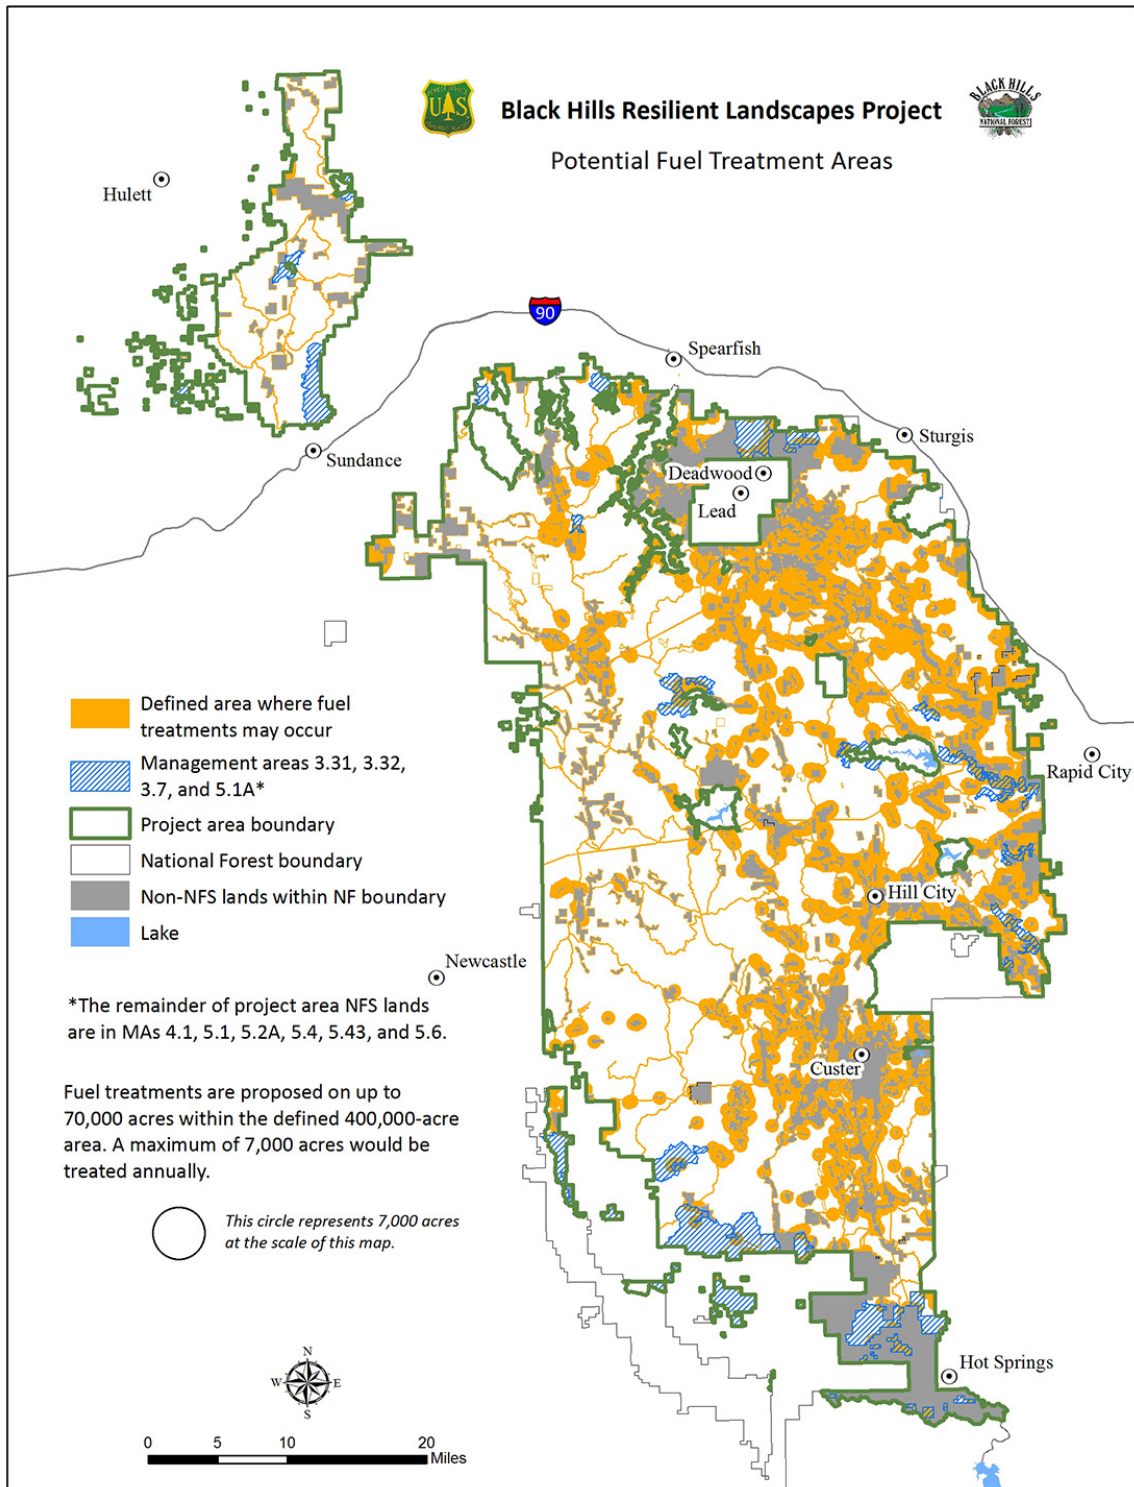 Black Hills Resilient Landscapes Project
Potential Fuel Treatment Areas
U S
BLACK HILLS
NATIONAL FOREST
Hulett
90
Spearfish
Sturgis
Sundance
Deadwood
Lead
Rapid City
Hill City
Newcastle
Custer
Hot Springs
Defined area where fuel
treatments may occur
Management areas 3.31, 3.32,
3.7, and 5.1A*
Project area boundary
National Forest boundary
Non-NFS lands within NF boundary
Lake
*The remainder of project area NFS lands
are in MAs 4.1, 5.1, 5.2A, 5.4, 5.43, and 5.6.
Fuel treatments are proposed on up to
70,000 acres within the defined 400,000-acre
area. A maximum of 7,000 acres would be
treated annually.
This circle represents 7,000 acres
at the scale of this map.
N
W E
S
0 5 10 20
Miles